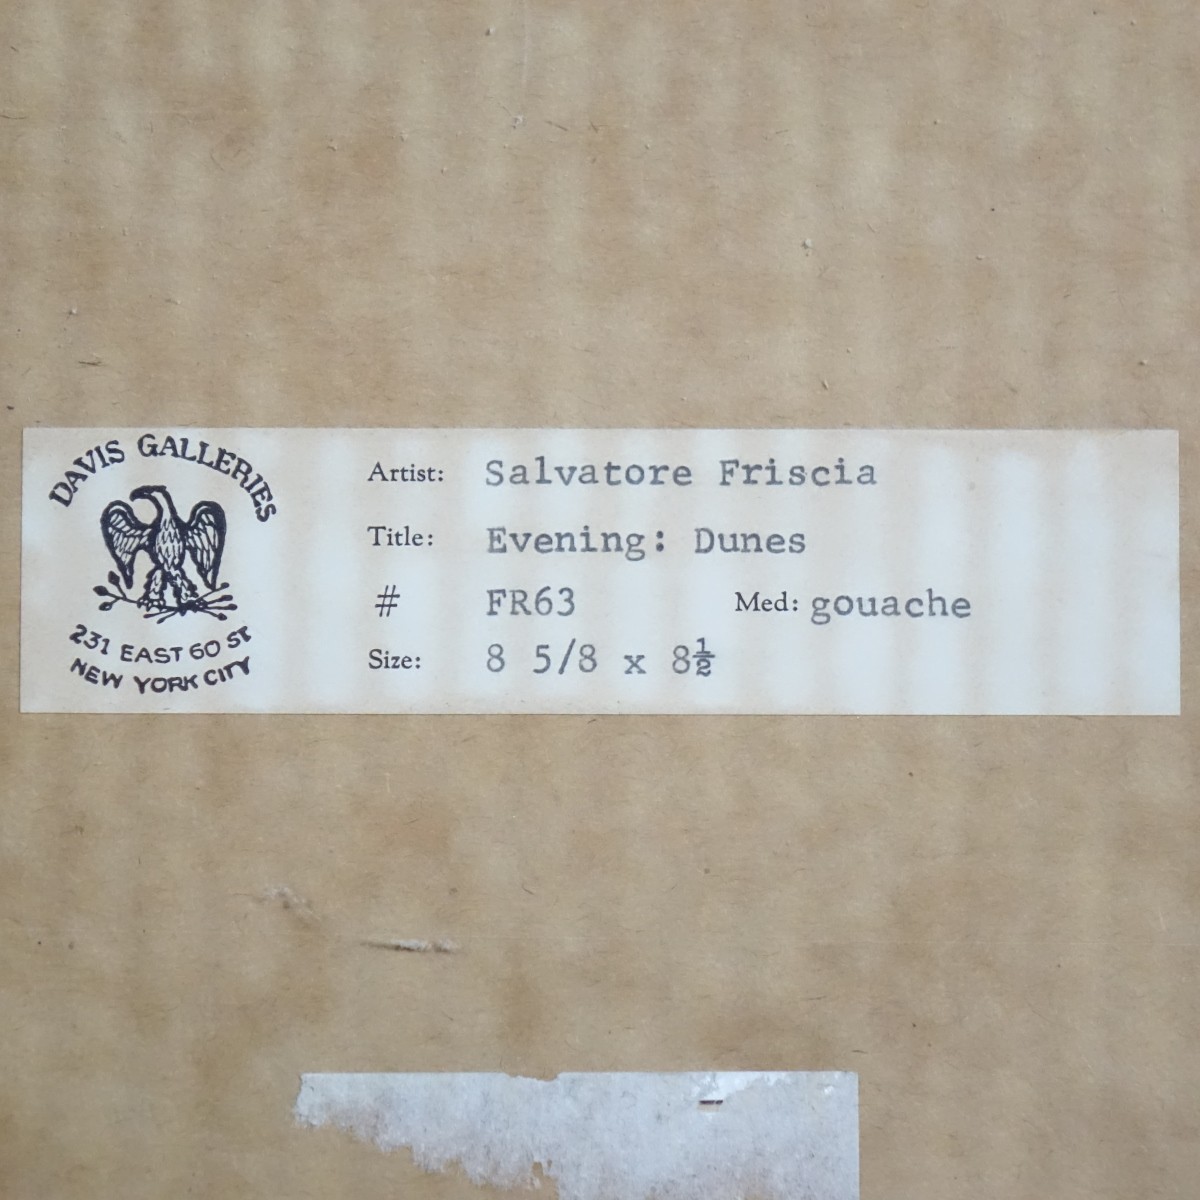 DAVIS GALLERIES
231 EAST 60 ST
NEW YORK CITY
Artist: Salvatore Friscia
Title: Evening: Dunes
# FR63 Med: gouache
Size: 8 5/8 x 8½